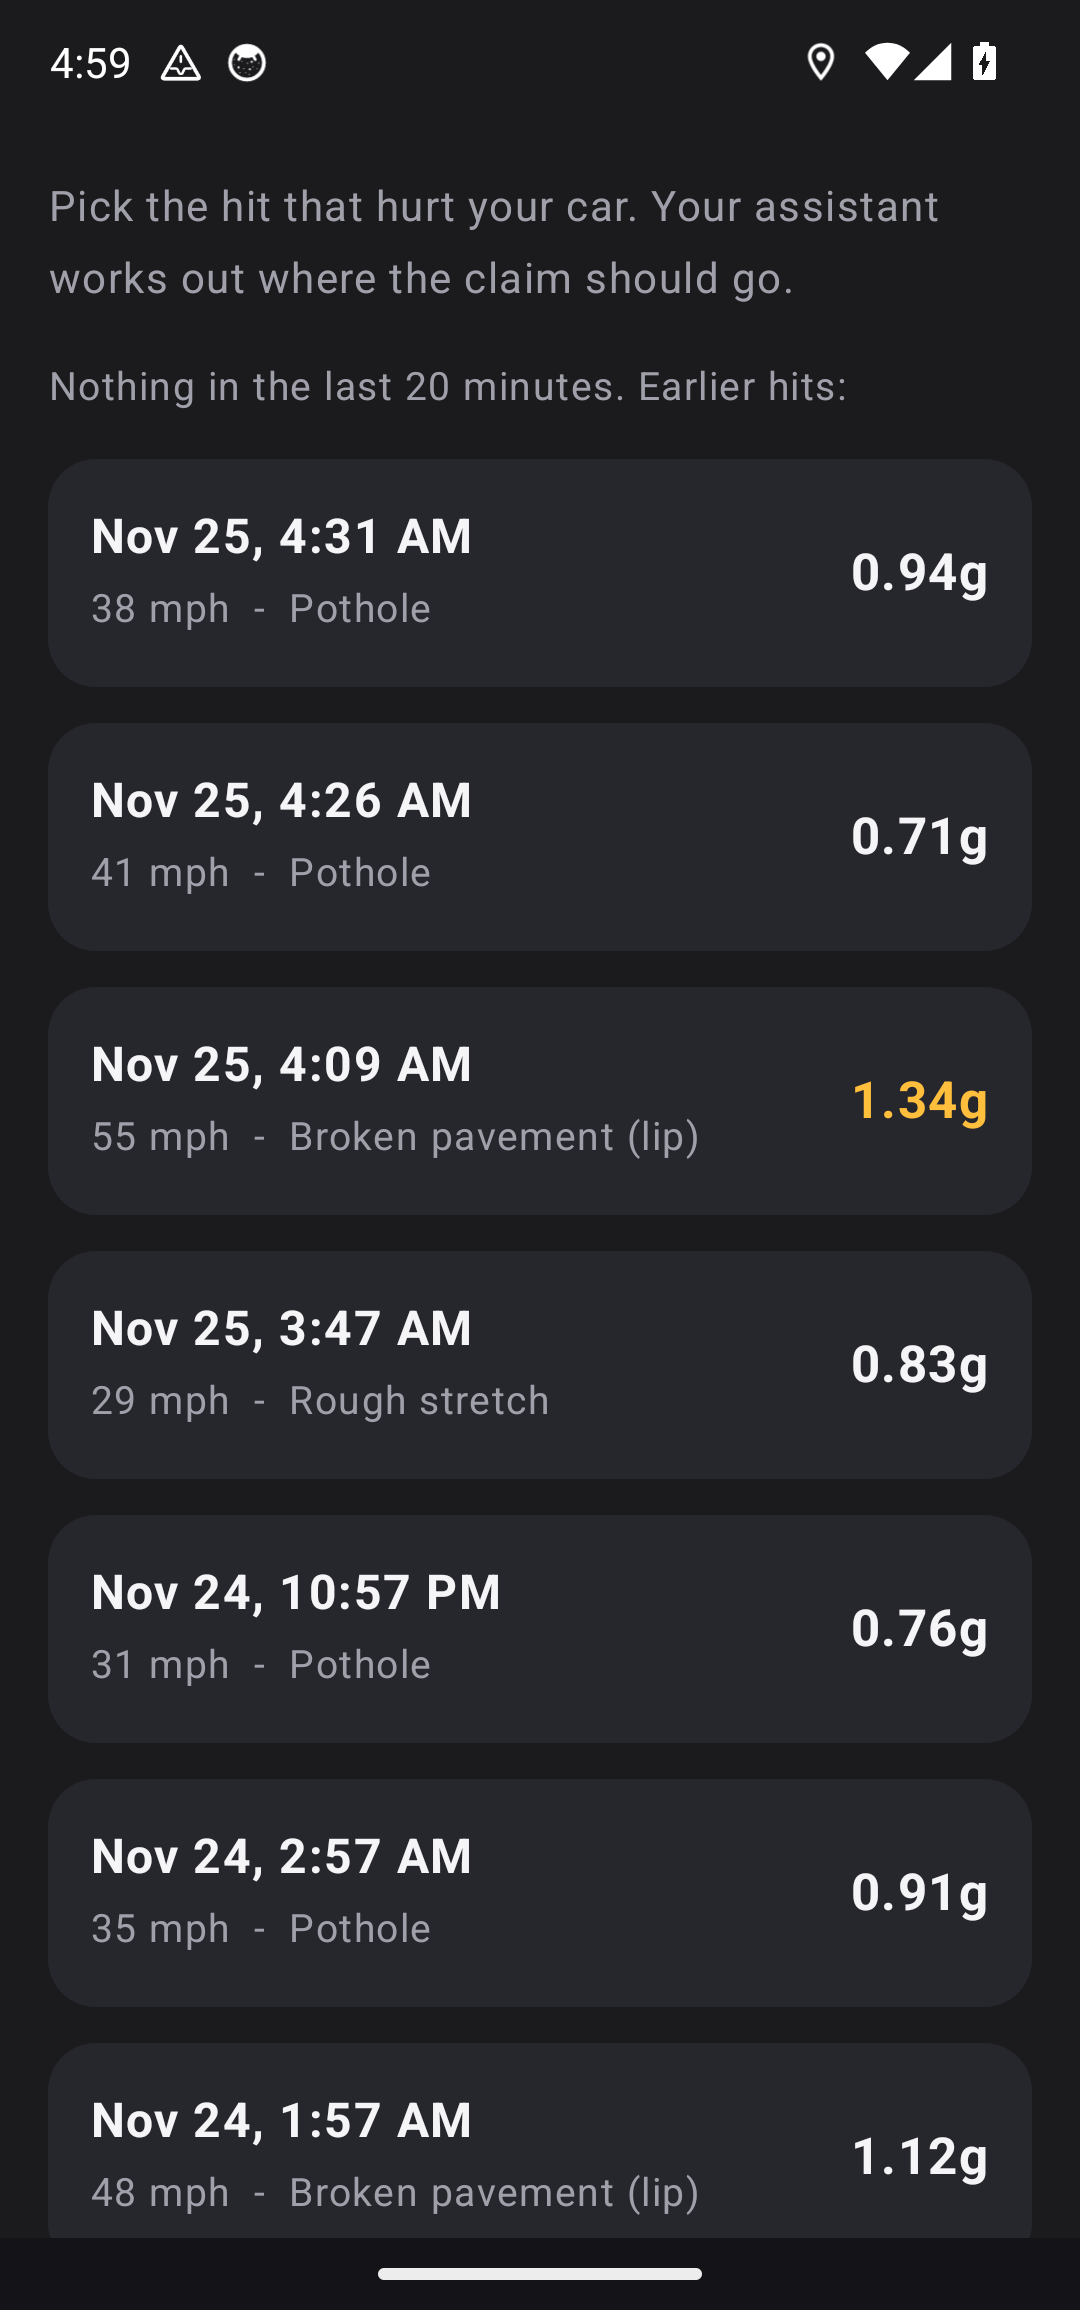 4:59
Pick the hit that hurt your car. Your assistant
works out where the claim should go.
Nothing in the last 20 minutes. Earlier hits:
Nov 25, 4:31 AM
38 mph - Pothole
0.94g
Nov 25, 4:26 AM
41 mph - Pothole
0.71g
Nov 25, 4:09 AM
55 mph - Broken pavement (lip)
1.34g
Nov 25, 3:47 AM
29 mph - Rough stretch
0.83g
Nov 24, 10:57 PM
31 mph - Pothole
0.76g
Nov 24, 2:57 AM
35 mph - Pothole
0.91g
Nov 24, 1:57 AM
48 mph - Broken pavement (lip)
1.12g